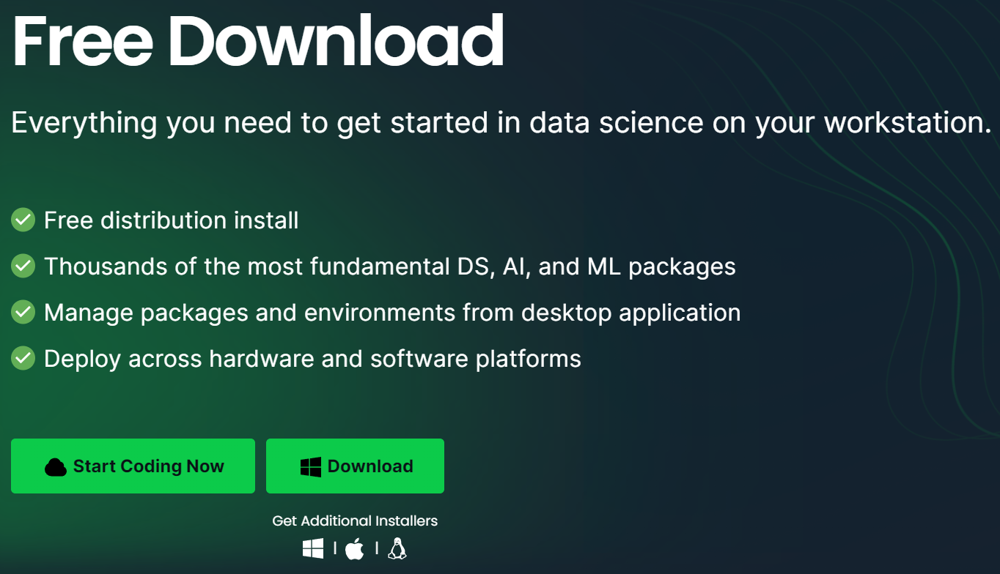 Free Download
Everything you need to get started in data science on your workstation.
Free distribution install
Thousands of the most fundamental DS, AI, and ML packages
Manage packages and environments from desktop application
Deploy across hardware and software platforms
Start Coding Now
Download
Get Additional Installers